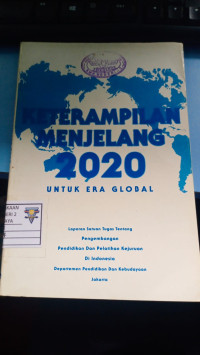 KETERAMPILAN
MENJELANG
2020
UNTUK ERA GLOBAL
Laporan Satuan Tugas Tentang
Pengembangan
Pendidikan Dan Pelatihan Kejuruan
Di Indonesia
Departemen Pendidikan Dan Kebudayaan
Jakarta